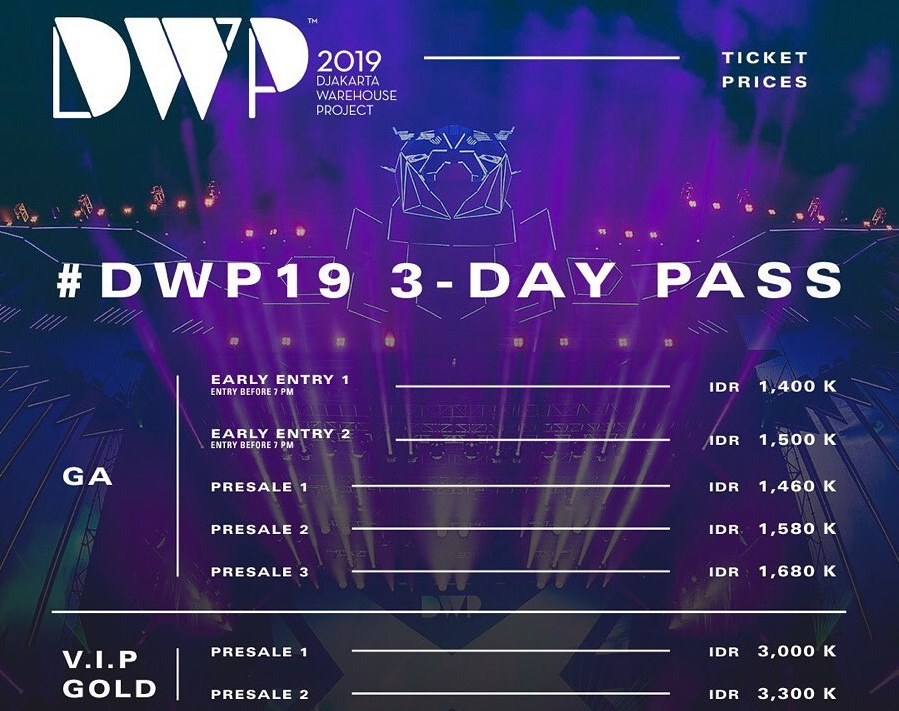 DWP™
2019
DJAKARTA
WAREHOUSE
PROJECT
TICKET
PRICES
#DWP19 3-DAY PASS
GA
EARLY ENTRY 1 IDR 1,400 K
ENTRY BEFORE 7 PM
EARLY ENTRY 2 IDR 1,500 K
ENTRY BEFORE 7 PM
PRESALE 1 IDR 1,460 K
PRESALE 2 IDR 1,580 K
PRESALE 3 IDR 1,680 K
DWP
V.I.P
GOLD
PRESALE 1 IDR 3,000 K
PRESALE 2 IDR 3,300 K